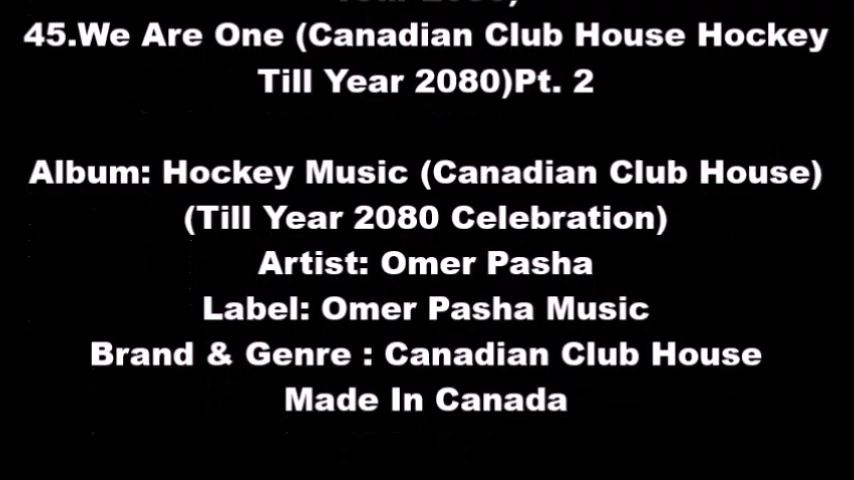 45.We Are One (Canadian Club House Hockey
Till Year 2080)Pt. 2
Album: Hockey Music (Canadian Club House)
(Till Year 2080 Celebration)
Artist: Omer Pasha
Label: Omer Pasha Music
Brand & Genre : Canadian Club House
Made In Canada